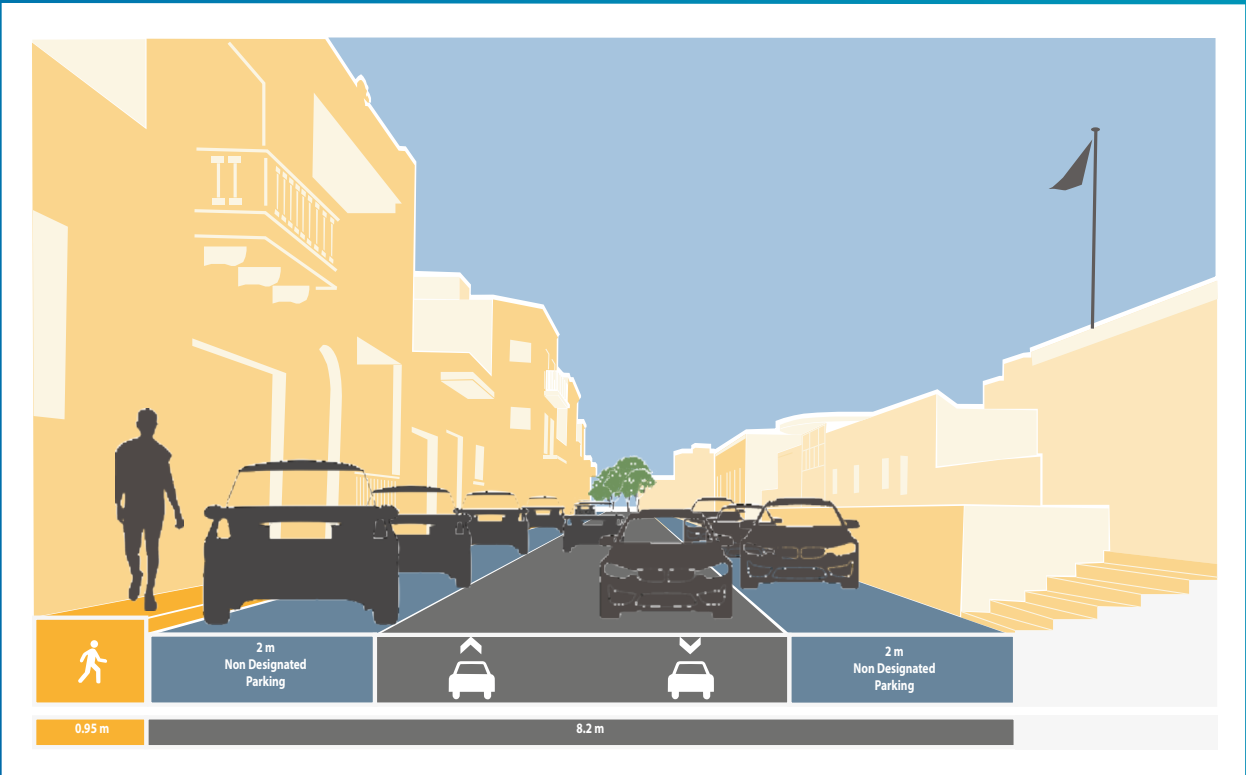 2 m
Non Designated
Parking
2 m
Non Designated
Parking
0.95 m
8.2 m